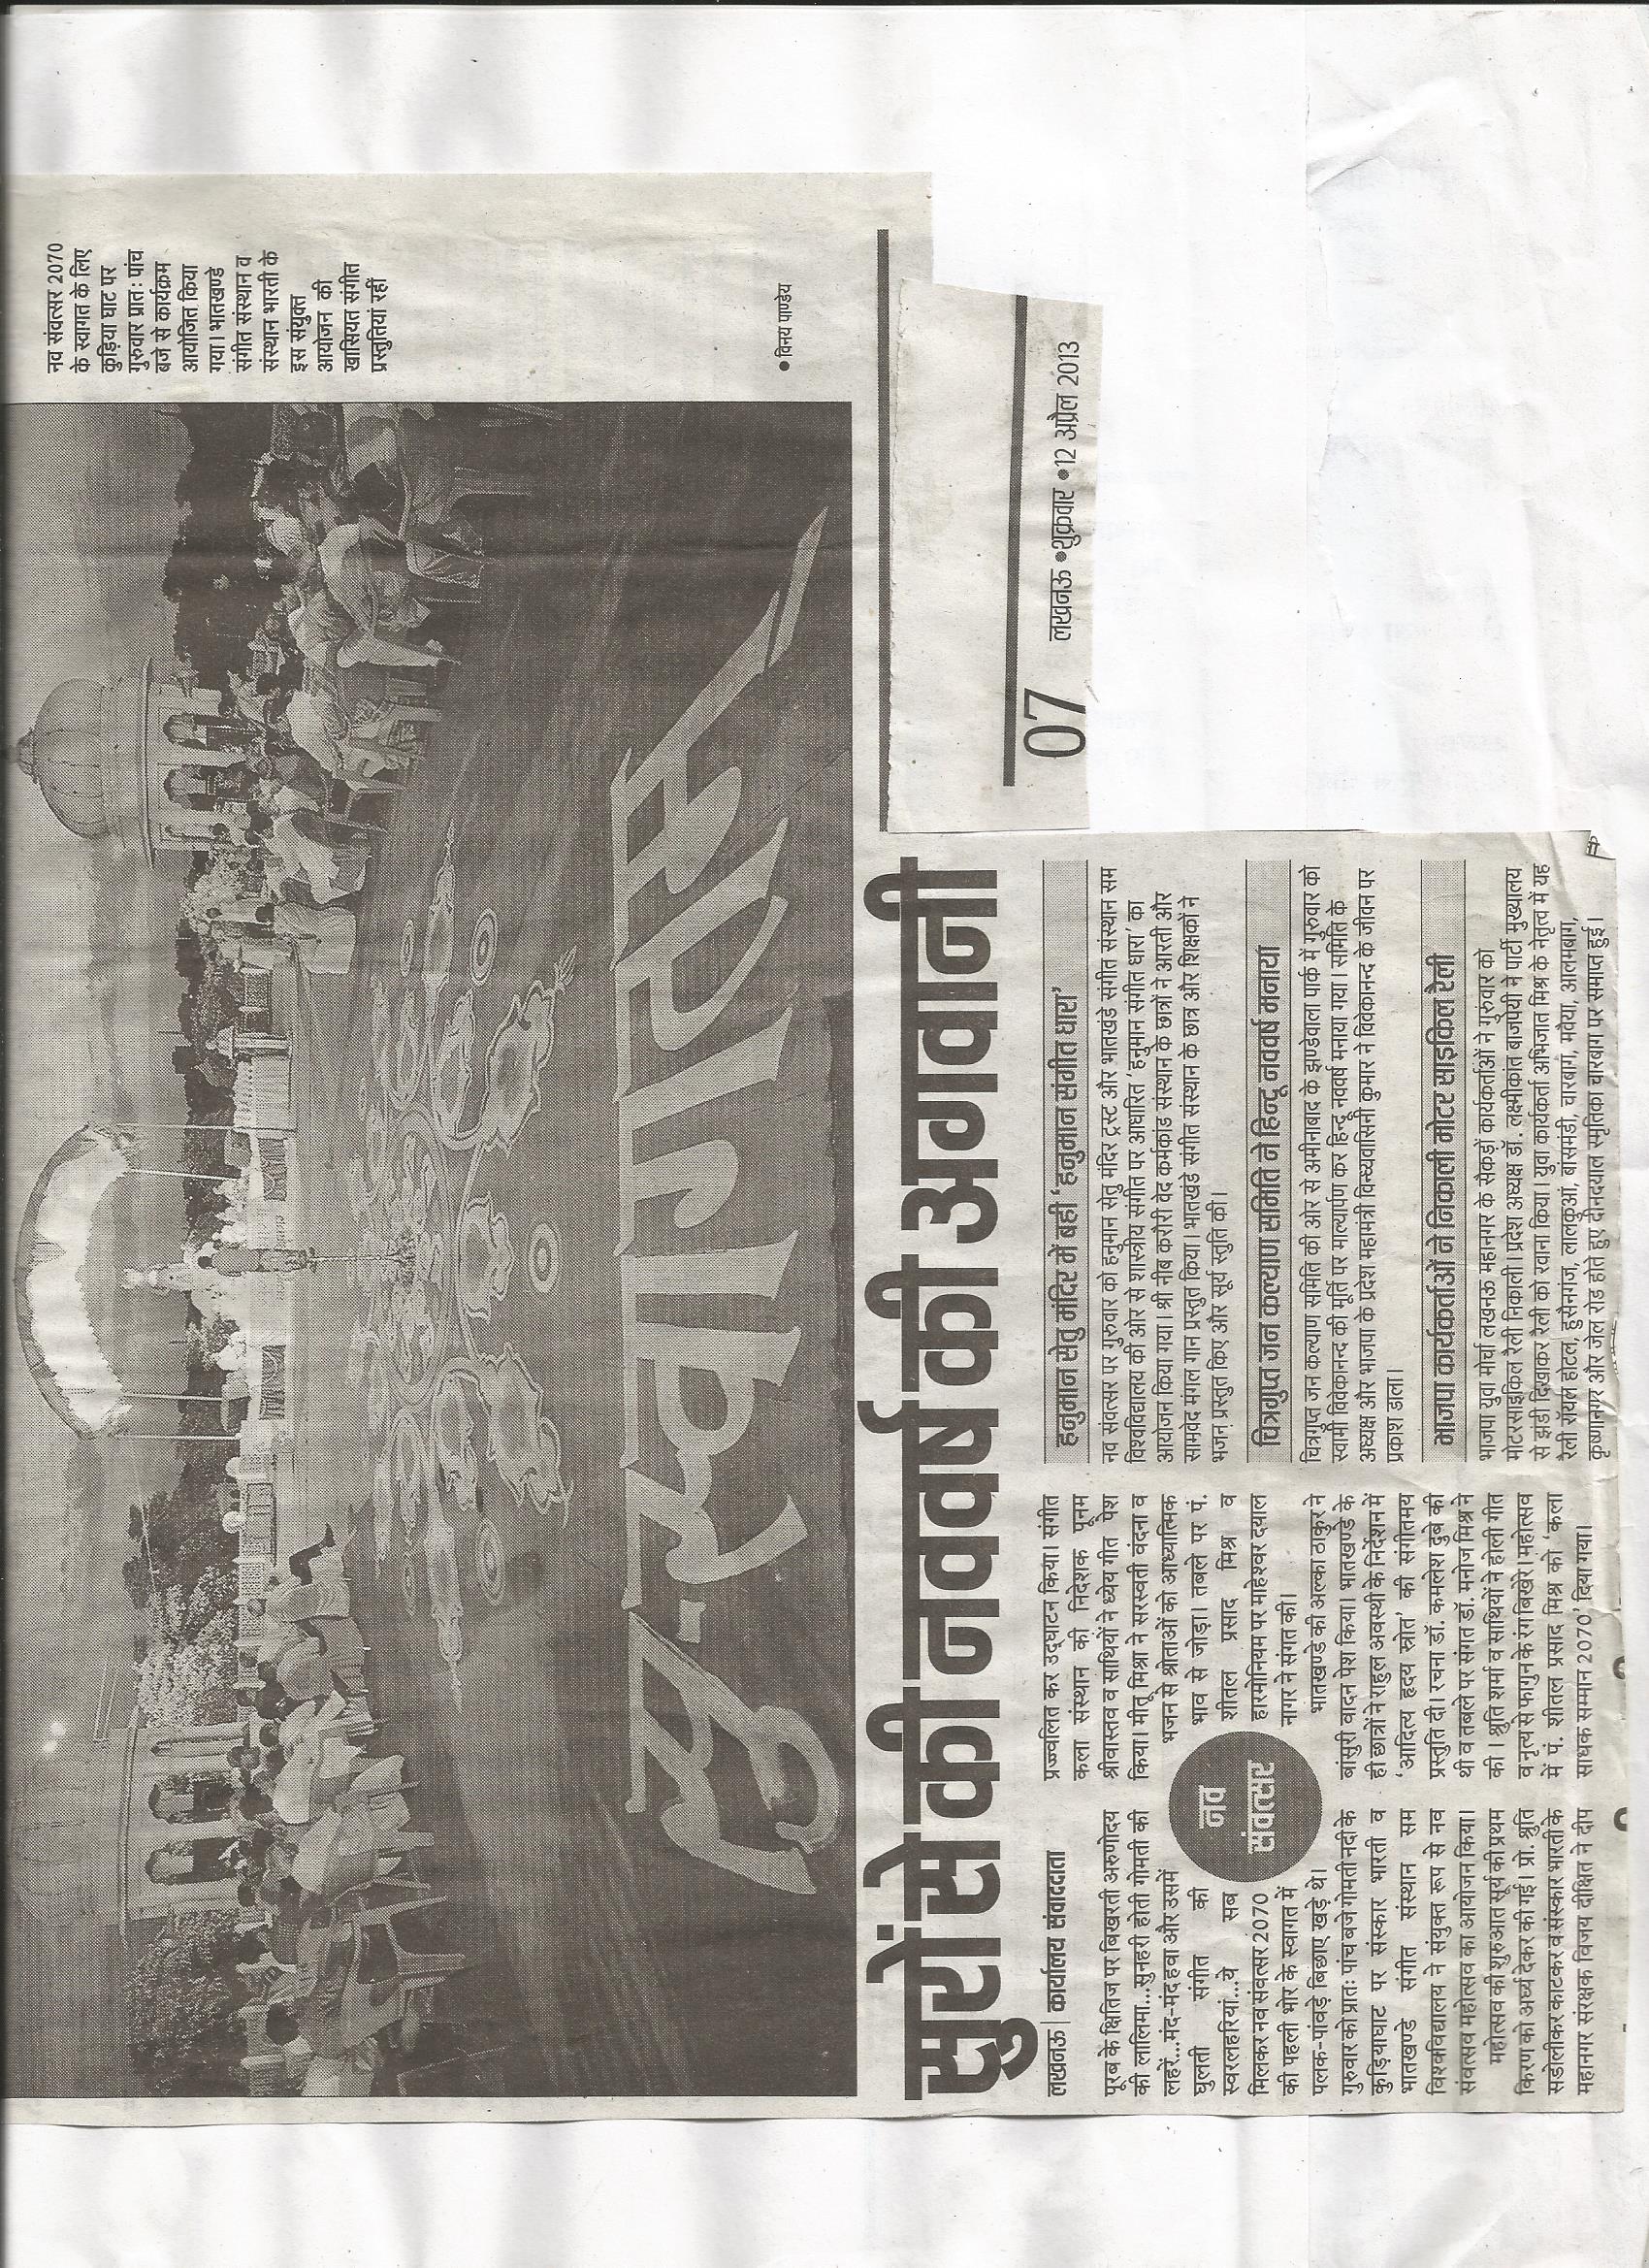 नव संवत्सर 2070
के स्वागत के लिए
कुड़िया घाट पर
गुरुवार प्रातः पांच
बजे से कार्यक्रम
आयोजित किया
गया। भातखण्डे
संगीत संस्थान व
संस्थान भारती के
इस संयुक्त
आयोजन की
खासियत संगीत
प्रस्तुतियां रहीं
• विनय पाण्डेय
सुस्वागतम्
07 लखनऊ • शुक्रवार • 12 अप्रैल 2013
सुरों से की नववर्ष की अगवानी
लखनऊ | कार्यालय संवाददाता
पूरब के क्षितिज पर बिखरती अरुणोदय
की लालिमा...सुनहरी होती गोमती की
लहरें...मंद-मंद हवा और उसमें
घुलती संगीत की
स्वरलहरियां...ये सब
मिलकर नव संवत्सर 2070
की पहली भोर के स्वागत में
पलक-पांवड़े बिछाए खड़े थे।
गुरुवार को प्रातः पांच बजे गोमती नदी के
कुड़ियाघाट पर संस्कार भारती व
भातखण्डे संगीत संस्थान सम
विश्वविद्यालय ने संयुक्त रूप से नव
संवत्सव महोत्सव का आयोजन किया।
महोत्सव की शुरुआत सूर्य की प्रथम
किरण को अर्घ्य देकर की गई। प्रो. श्रुति
सडोलीकर काटकर व संस्कार भारती के
महानगर संरक्षक विजय दीक्षित ने दीप
नव
संवत्सर
प्रज्ज्वलित कर उद्घाटन किया। संगीत
कला संस्थान की निदेशक पूनम
श्रीवास्तव व साथियों ने ध्येय गीत पेश
किया। मीतू मिश्रा ने सरस्वती वंदना व
भजन से श्रोताओं को आध्यात्मिक
भाव से जोड़ा। तबले पर पं.
शीतल प्रसाद मिश्र व
हारमोनियम पर माहेश्वर दयाल
नागर ने संगत की।
भातखण्डे की अल्का ठाकुर ने
बांसुरी वादन पेश किया। भातखण्डे के
ही छात्रों ने राहुल अवस्थी के निर्देशन में
'आदित्य हृदय स्रोत' की संगीतमय
प्रस्तुति दी। रचना डॉ. कमलेश दुबे की
थी व तबले पर संगत डॉ. मनोज मिश्र ने
की। श्रुति शर्मा व साथियों ने होली गीत
व नृत्य से फागुन के रंग बिखेरे। महोत्सव
में पं. शीतल प्रसाद मिश्र को 'कला
साधक सम्मान 2070' दिया गया।
हनुमान सेतु मंदिर में बही 'हनुमान संगीत धारा'
नव संवत्सर पर गुरुवार को हनुमान सेतु मंदिर ट्रस्ट और भातखंडे संगीत संस्थान सम
विश्वविद्यालय की ओर से शास्त्रीय संगीत पर आधारित 'हनुमान संगीत धारा' का
आयोजन किया गया। श्री नीब करौरी वेद कर्मकांड संस्थान के छात्रों ने आरती और
सामवेद मंगल गान प्रस्तुत किया। भातखंडे संगीत संस्थान के छात्र और शिक्षकों ने
भजन प्रस्तुत किए और सूर्य स्तुति की।
चित्रगुप्त जन कल्याण समिति ने हिन्दू नववर्ष मनाया
चित्रगुप्त जन कल्याण समिति की ओर से अमीनाबाद के झण्डेवाला पार्क में गुरुवार को
स्वामी विवेकानन्द की मूर्ति पर माल्यार्पण कर हिन्दू नववर्ष मनाया गया। समिति के
अध्यक्ष और भाजपा के प्रदेश महामंत्री विन्ध्यवासिनी कुमार ने विवेकानन्द के जीवन पर
प्रकाश डाला।
भाजपा कार्यकर्ताओं ने निकाली मोटर साइकिल रैली
भाजपा युवा मोर्चा लखनऊ महानगर के सैकड़ों कार्यकर्ताओं ने गुरुवार को
मोटरसाइकिल रैली निकाली। प्रदेश अध्यक्ष डॉ. लक्ष्मीकांत बाजपेयी ने पार्टी मुख्यालय
से झंडी दिखाकर रैली को रवाना किया। युवा कार्यकर्ता अभिजात मिश्र के नेतृत्व में यह
रैली रॉयल होटल, हुसैनगंज, लालकुआं, बांसमंडी, चारबाग, मवैया, आलमबाग,
कृष्णानगर और जेल रोड होते हुए दीनदयाल स्मृतिका चारबाग पर समाप्त हुई।